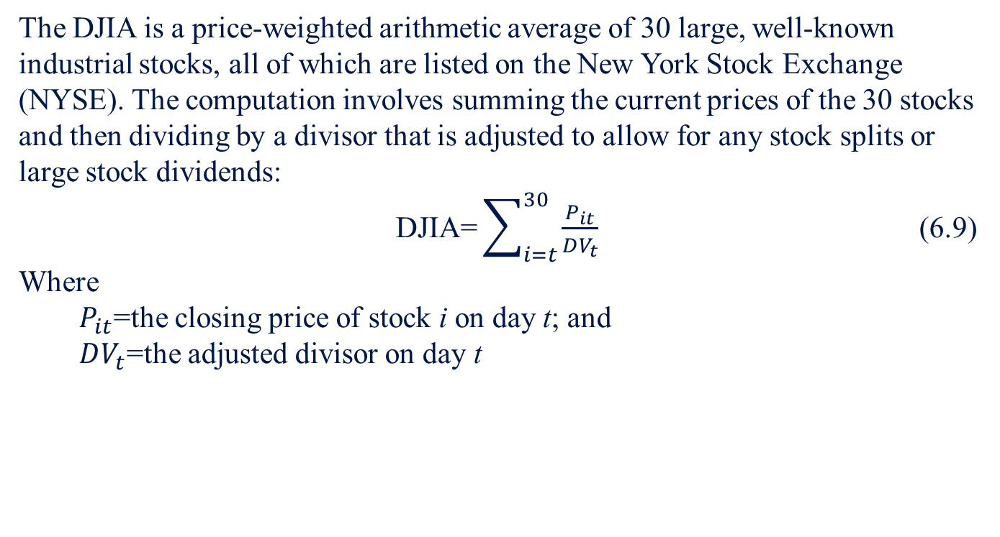 The DJIA is a price-weighted arithmetic average of 30 large, well-known
industrial stocks, all of which are listed on the New York Stock Exchange
(NYSE). The computation involves summing the current prices of the 30 stocks
and then dividing by a divisor that is adjusted to allow for any stock splits or
large stock dividends:
DJIA=∑_{i=t}^{30} P_{it}/DV_t (6.9)
Where
P_{it}=the closing price of stock i on day t; and
DV_t=the adjusted divisor on day t